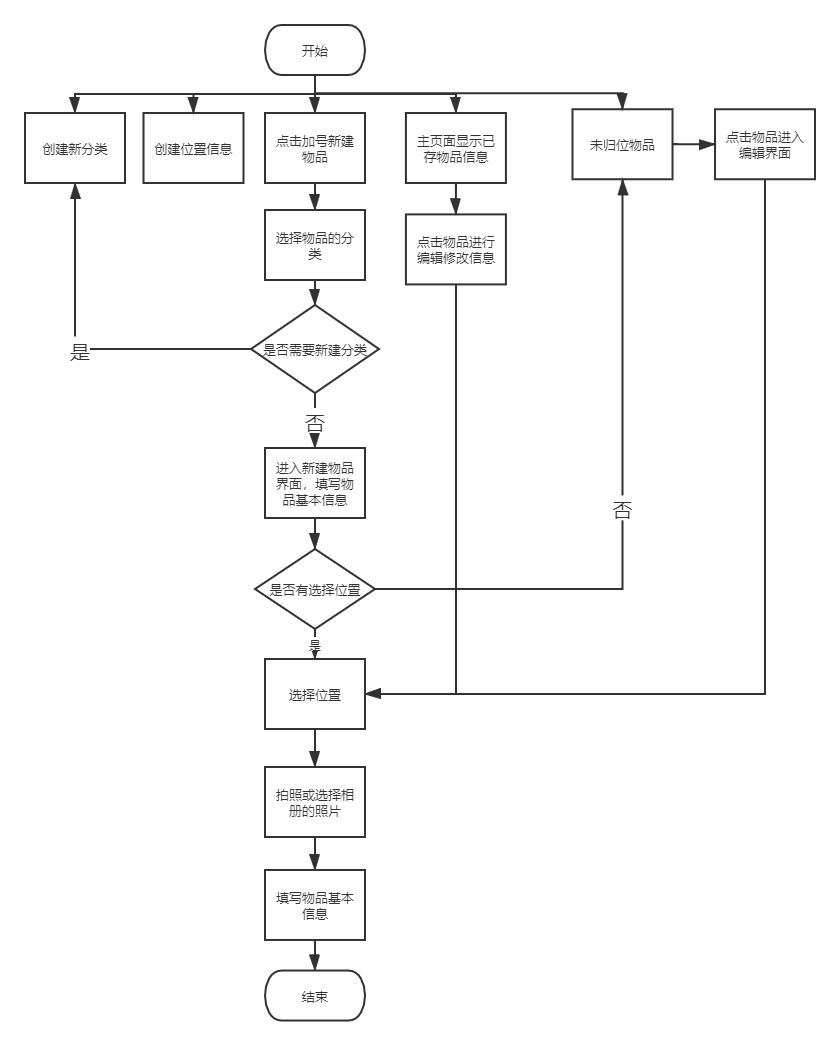 开始
创建新分类
创建位置信息
点击加号新建
物品
主页面显示已
存物品信息
未归位物品
点击物品进入
编辑界面
选择物品的分
类
点击物品进行
编辑修改信息
是否需要新建分类
是
否
进入新建物品
界面，填写物
品基本信息
否
是否有选择位置
是
选择位置
拍照或选择相
册的照片
填写物品基本
信息
结束